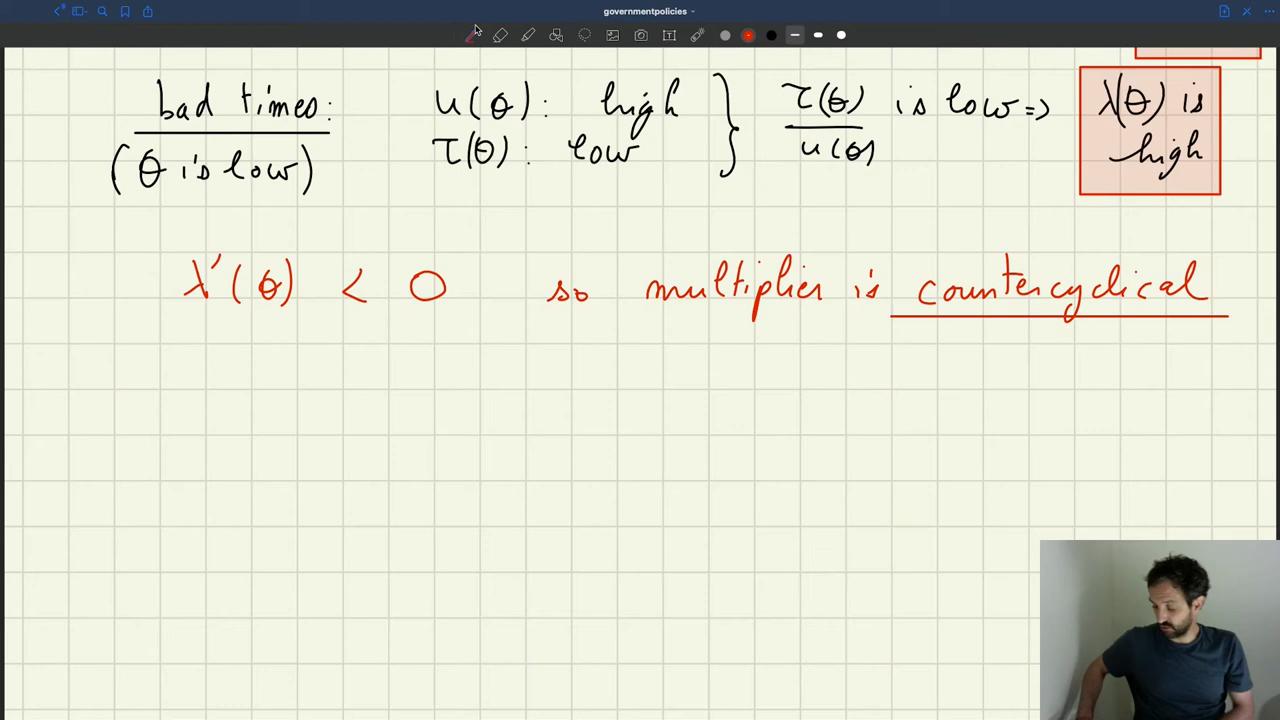 governmentpolicies
bad times: u(θ): high } τ(θ)/u(θ) is low => λ(θ) is high
(θ is low) τ(θ): low
λ'(θ) < 0 so multiplier is countercyclical